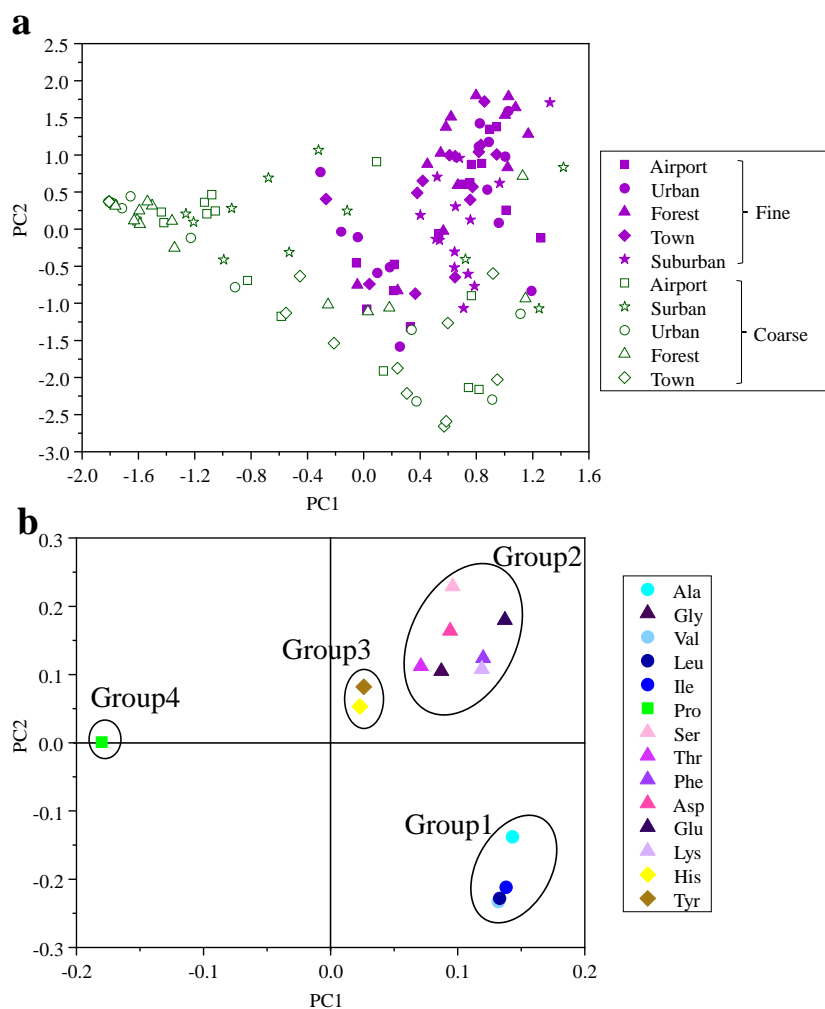 a
PC2
2.5
2.0
1.5
1.0
0.5
0.0
-0.5
-1.0
-1.5
-2.0
-2.5
-3.0
-1.8 -1.6 -1.2 -0.8 -0.4 0.0 0.4 0.8 1.2 1.6
PC1
Airport
Urban
Forest
Town
Suburban
Fine
Airport
Surban
Urban
Forest
Town
Coarse
b
PC2
0.3
0.2
0.1
0.0
-0.1
-0.2
-0.3
-0.2 -0.1 0.0 0.1 0.2
PC1
Group2
Group3
Group4
Group1
Ala
Gly
Val
Leu
Ile
Pro
Ser
Thr
Phe
Asp
Glu
Lys
His
Tyr